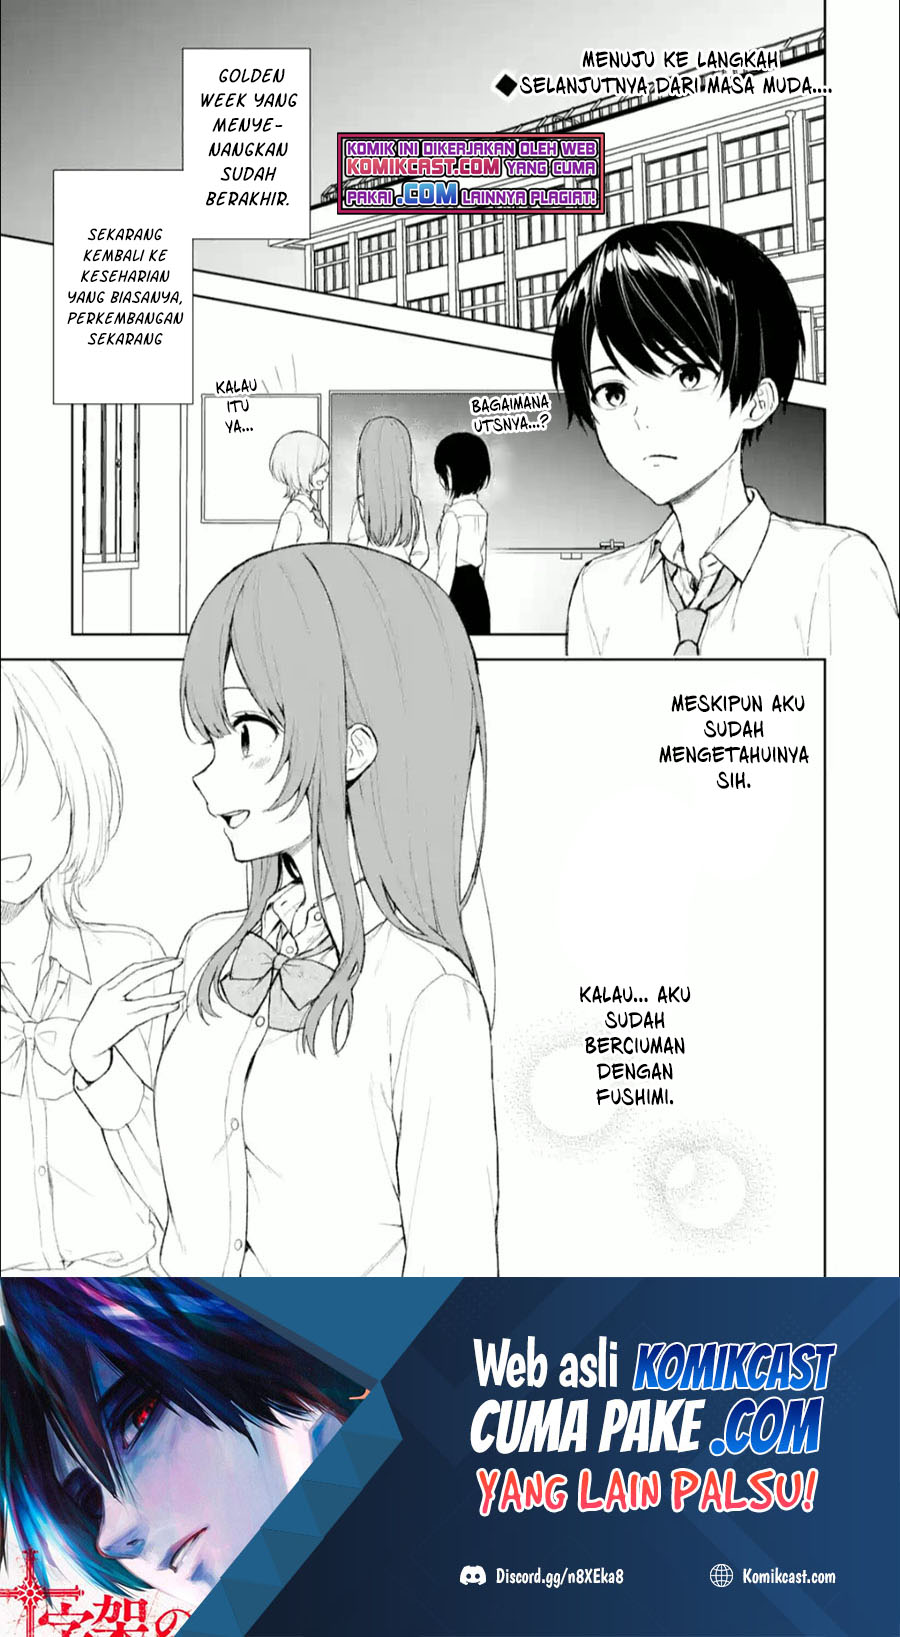 MENUJU KE LANGKAH
◆SELANJUTNYA DARI MASA MUDA....
GOLDEN
WEEK YANG
MENYE-
NANGKAN
SUDAH
BERAKHIR.
KOMIK INI DIKERJAKAN OLEH WEB
KOMIKCAST.COM YANG CUMA
PAKAI .COM LAINNYA PLAGIAT!
SEKARANG
KEMBALI KE
KESEHARIAN
YANG BIASANYA,
PERKEMBANGAN
SEKARANG
BAGAIMANA
UTSNYA...?
KALAU
ITU
YA...
MESKIPUN AKU
SUDAH
MENGETAHUINYA
SIH.
KALAU... AKU
SUDAH
BERCIUMAN
DENGAN
FUSHIMI.
Web asli KOMIKCAST
CUMA PAKE .COM
YANG LAIN PALSU!
Discord.gg/n8XEka8
Komikcast.com
字架の